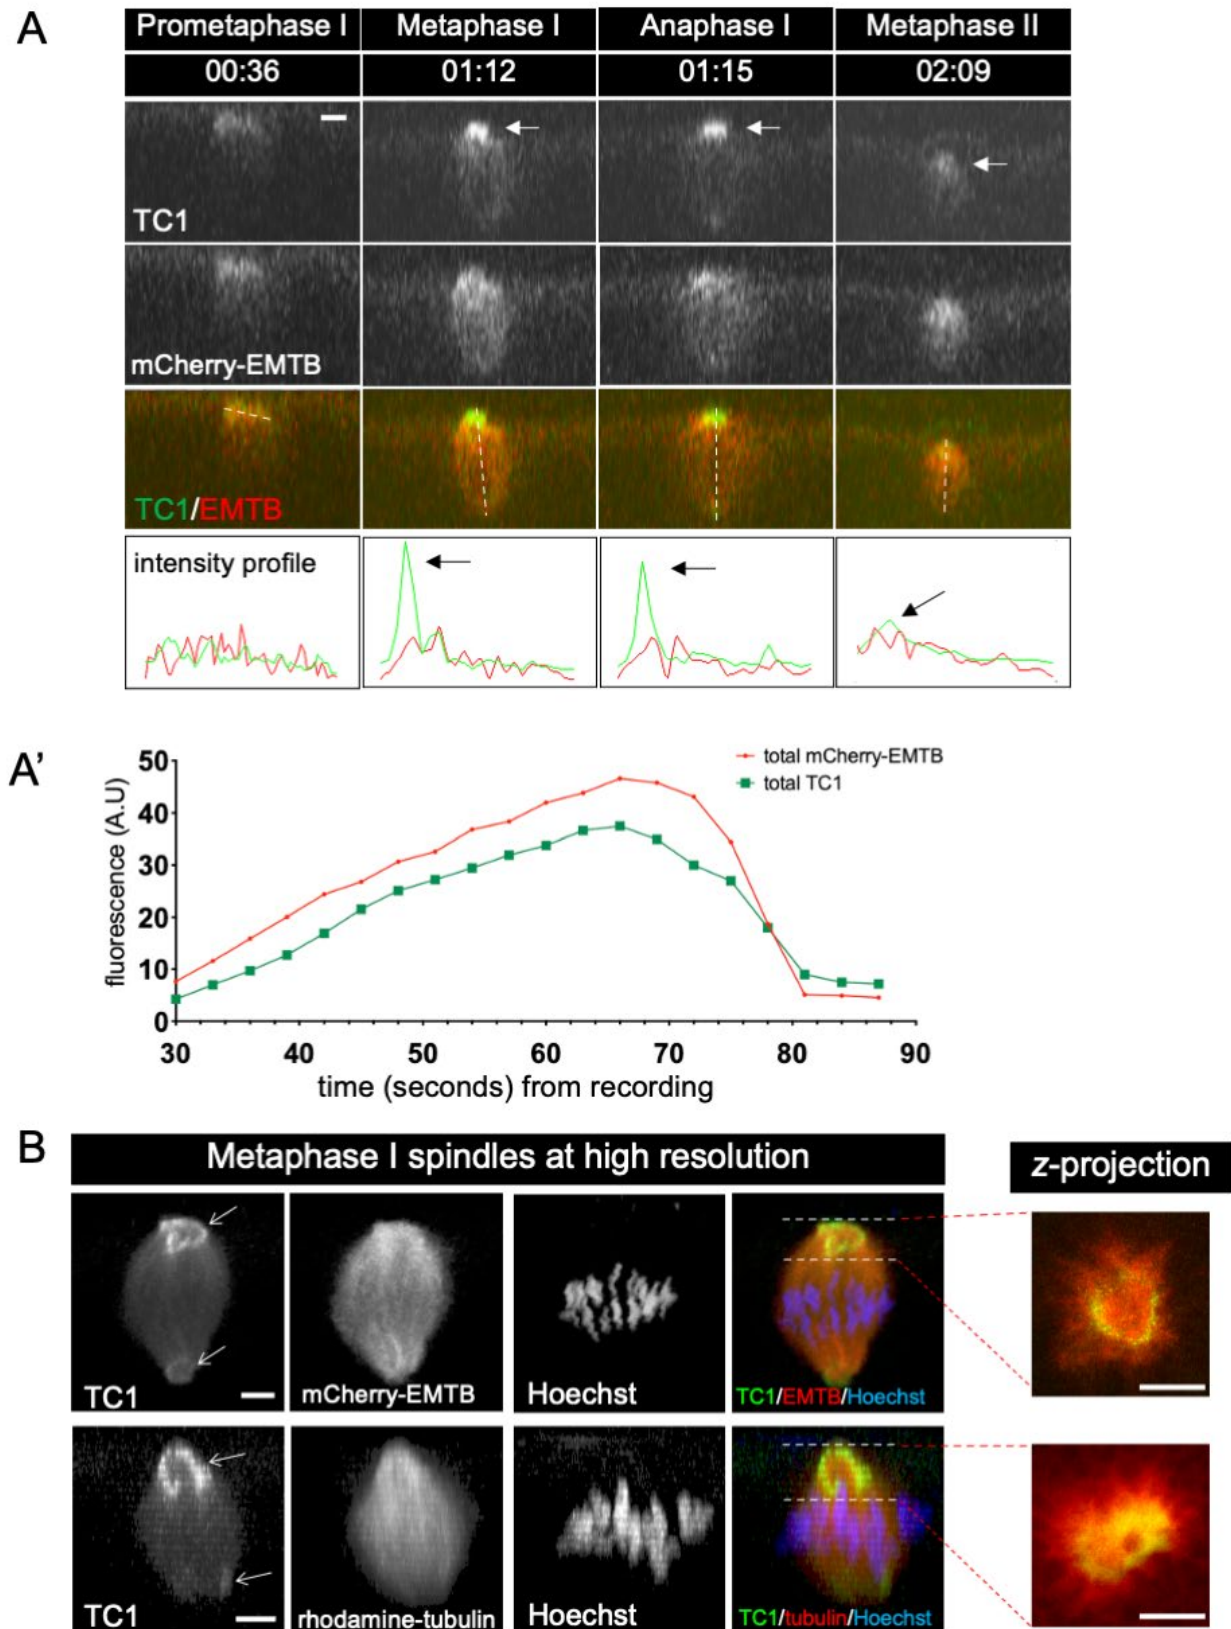 A
Prometaphase I Metaphase I Anaphase I Metaphase II
00:36 01:12 01:15 02:09
TC1
mCherry-EMTB
TC1/EMTB
intensity profile
A'
50
40
30
20
10
0
fluorescence (A.U)
total mCherry-EMTB
total TC1
30 40 50 60 70 80 90
time (seconds) from recording
B
Metaphase I spindles at high resolution
z-projection
TC1 mCherry-EMTB Hoechst TC1/EMTB/Hoechst
TC1 rhodamine-tubulin Hoechst TC1/tubulin/Hoechst